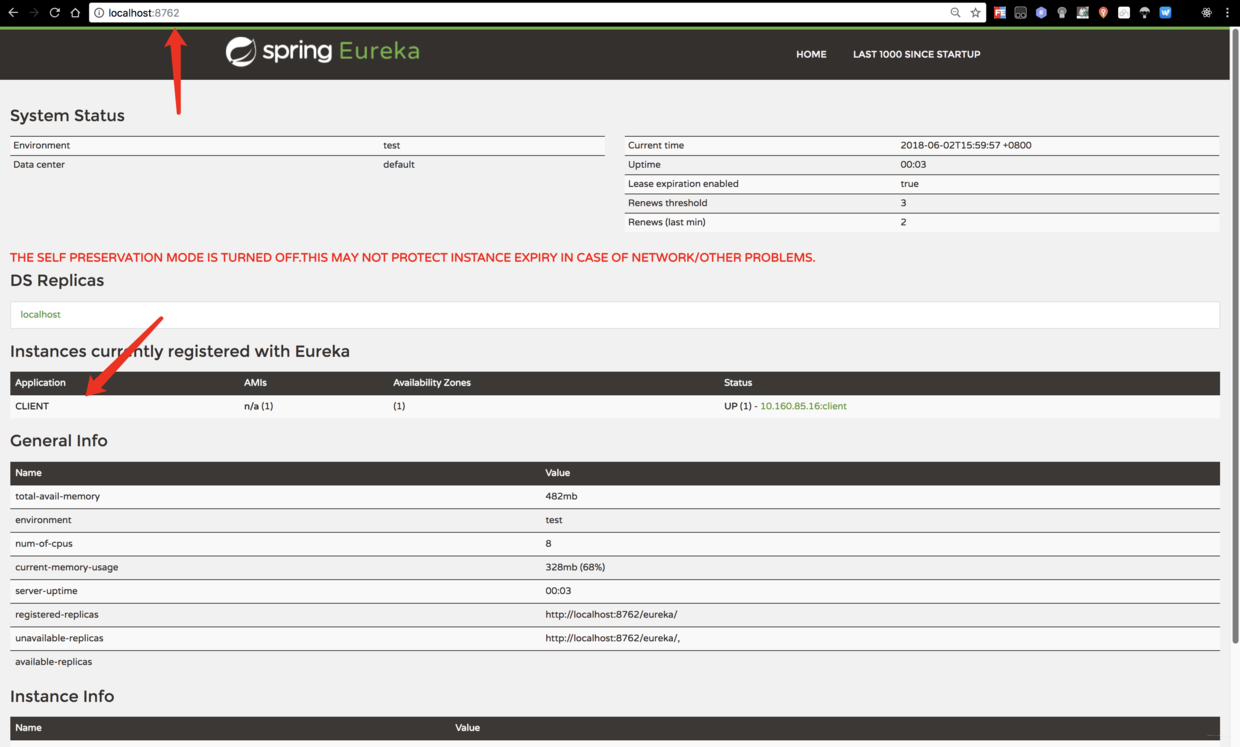 localhost:8762
spring Eureka
HOME LAST 1000 SINCE STARTUP
System Status
Environment test
Data center default
Current time 2018-06-02T15:59:57 +0800
Uptime 00:03
Lease expiration enabled true
Renews threshold 3
Renews (last min) 2
THE SELF PRESERVATION MODE IS TURNED OFF.THIS MAY NOT PROTECT INSTANCE EXPIRY IN CASE OF NETWORK/OTHER PROBLEMS.
DS Replicas
localhost
Instances currently registered with Eureka
Application AMIs Availability Zones Status
CLIENT n/a (1) (1) UP (1) - 10.160.85.16:client
General Info
Name Value
total-avail-memory 482mb
environment test
num-of-cpus 8
current-memory-usage 328mb (68%)
server-uptime 00:03
registered-replicas http://localhost:8762/eureka/
unavailable-replicas http://localhost:8762/eureka/,
available-replicas
Instance Info
Name Value